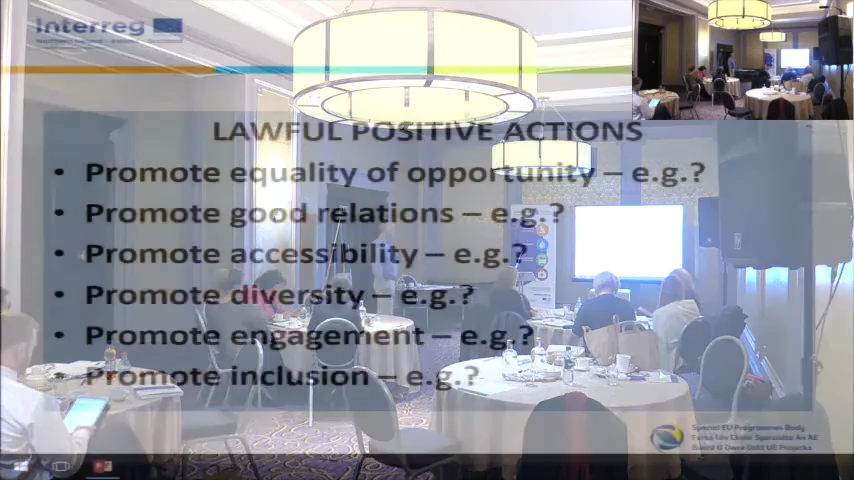 Interreg
LAWFUL POSITIVE ACTIONS
• Promote equality of opportunity – e.g.?
• Promote good relations – e.g.?
• Promote accessibility – e.g.?
• Promote diversity – e.g.?
• Promote engagement – e.g.?
Promote inclusion – e.g.?
Special EU Programmes Body